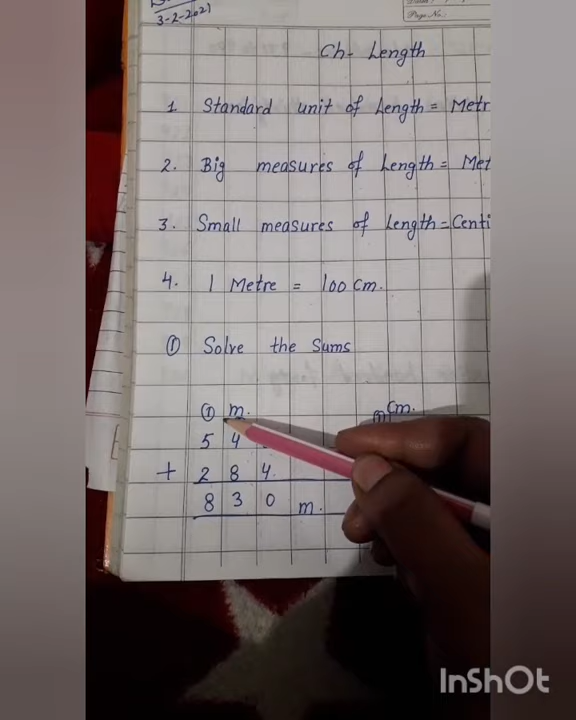 3-2-2021
Page No.
Ch- Length
1 Standard unit of Length = Metr
2. Big measures of Length = Met
3. Small measures of Length = Centi
4. 1 Metre = 100 Cm.
① Solve the Sums
① m.
Cm.
5 4
+ 2 8 4
8 3 0 m.
InShOt